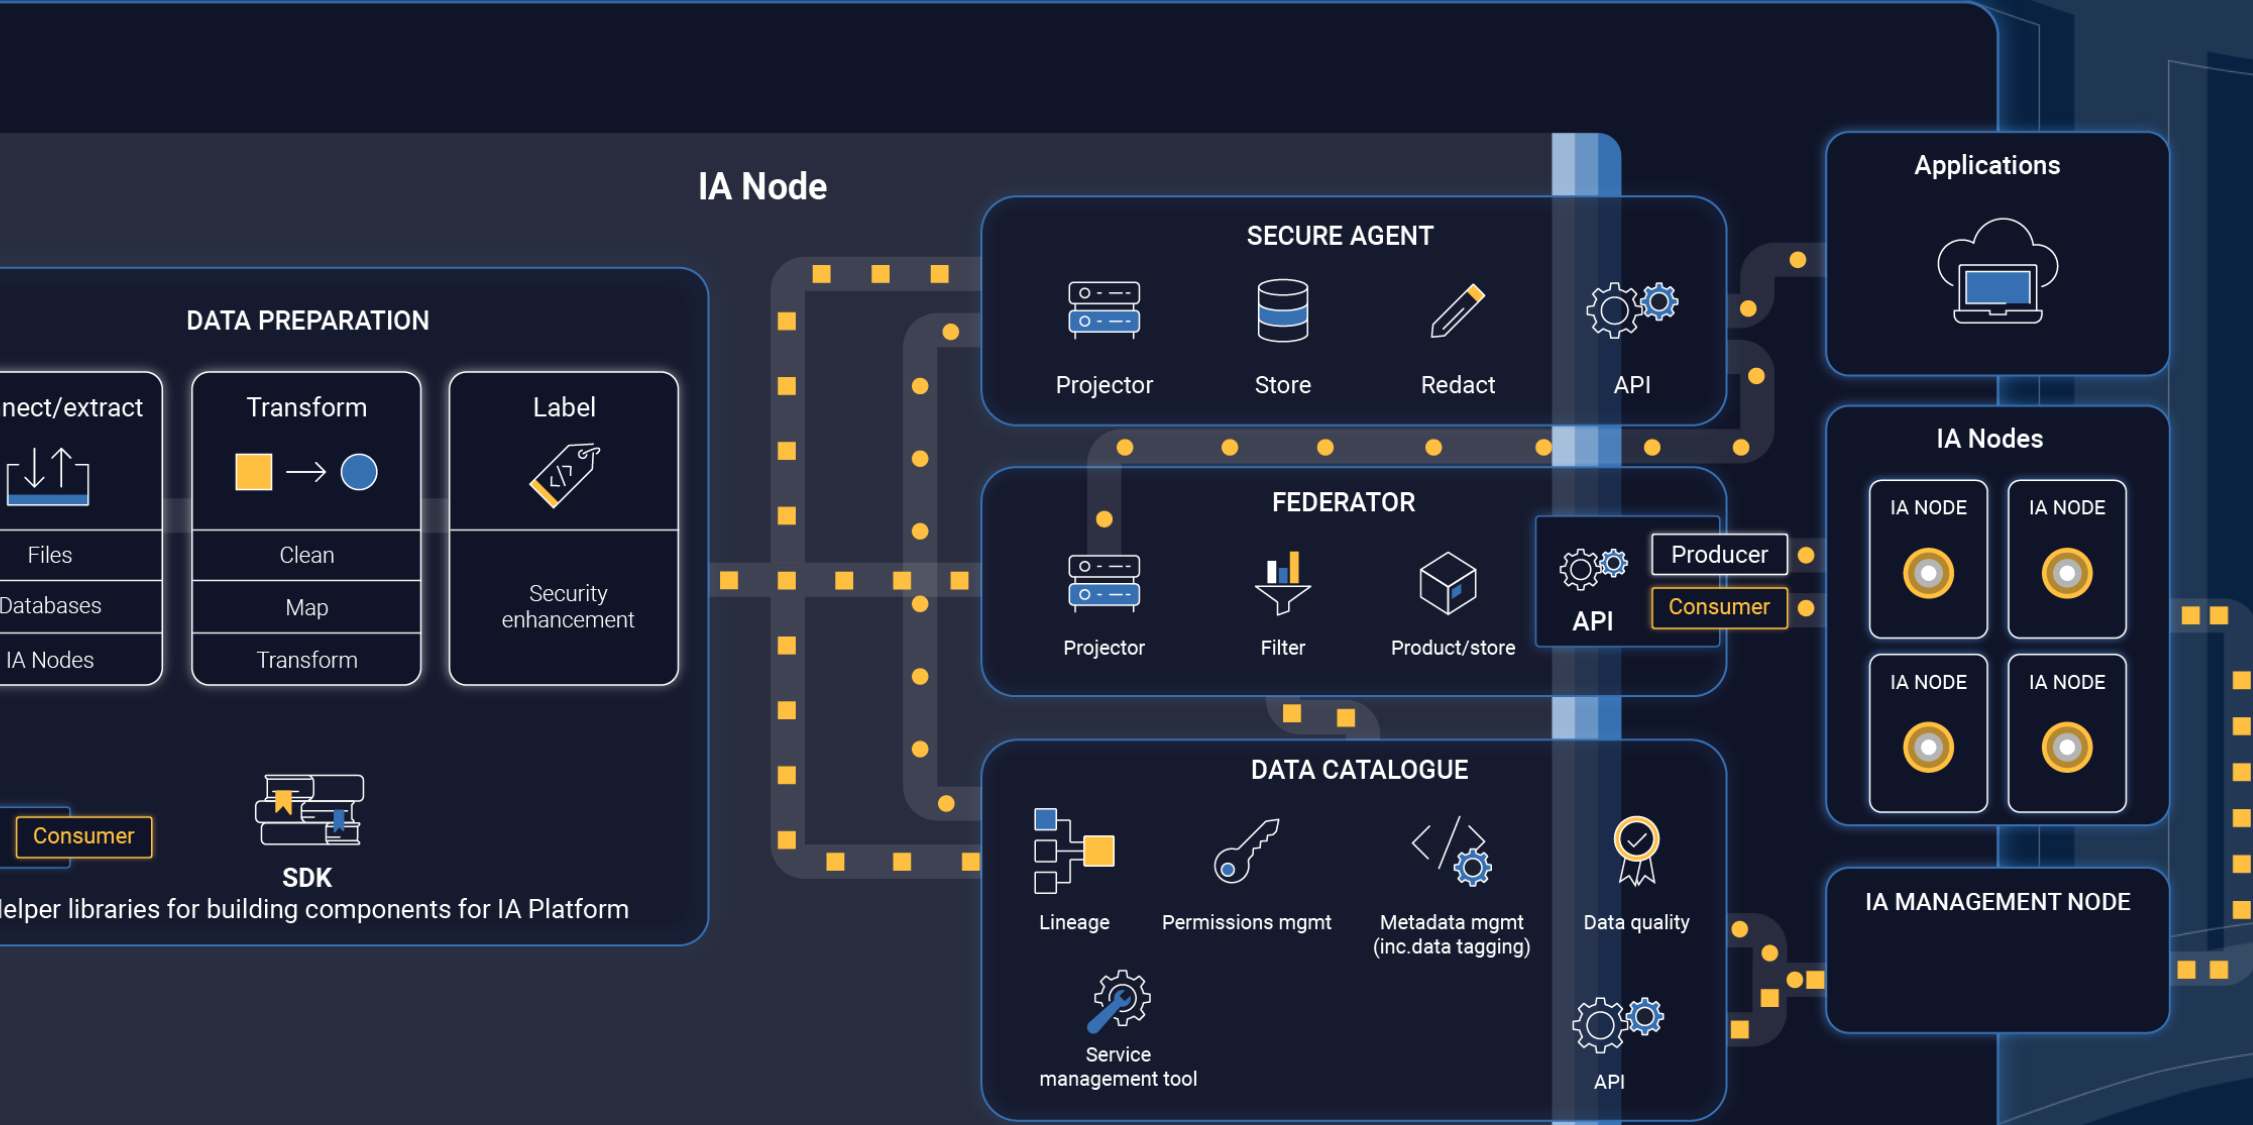 IA Node
DATA PREPARATION
nect/extract
Files
Databases
IA Nodes
Transform
Clean
Map
Transform
Label
Security
enhancement
Consumer
SDK
elper libraries for building components for IA Platform
SECURE AGENT
Projector
Store
Redact
API
FEDERATOR
Projector
Filter
Product/store
API
Producer
Consumer
DATA CATALOGUE
Lineage
Permissions mgmt
Metadata mgmt
(inc.data tagging)
Data quality
Service
management tool
API
Applications
IA Nodes
IA NODE
IA NODE
IA NODE
IA NODE
IA MANAGEMENT NODE